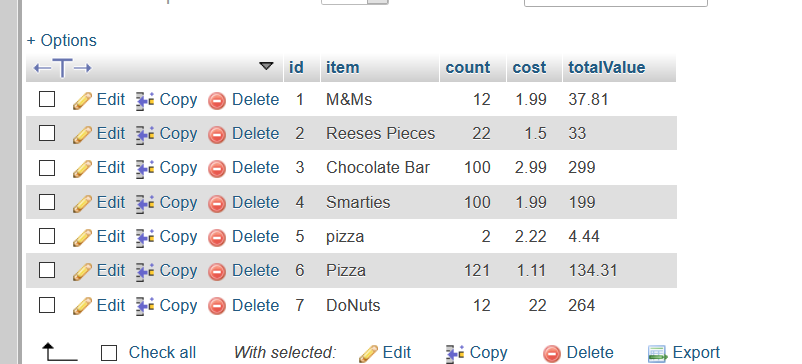 + Options
id item count cost totalValue
Edit Copy Delete 1 M&Ms 12 1.99 37.81
Edit Copy Delete 2 Reeses Pieces 22 1.5 33
Edit Copy Delete 3 Chocolate Bar 100 2.99 299
Edit Copy Delete 4 Smarties 100 1.99 199
Edit Copy Delete 5 pizza 2 2.22 4.44
Edit Copy Delete 6 Pizza 121 1.11 134.31
Edit Copy Delete 7 DoNuts 12 22 264
Check all With selected: Edit Copy Delete Export